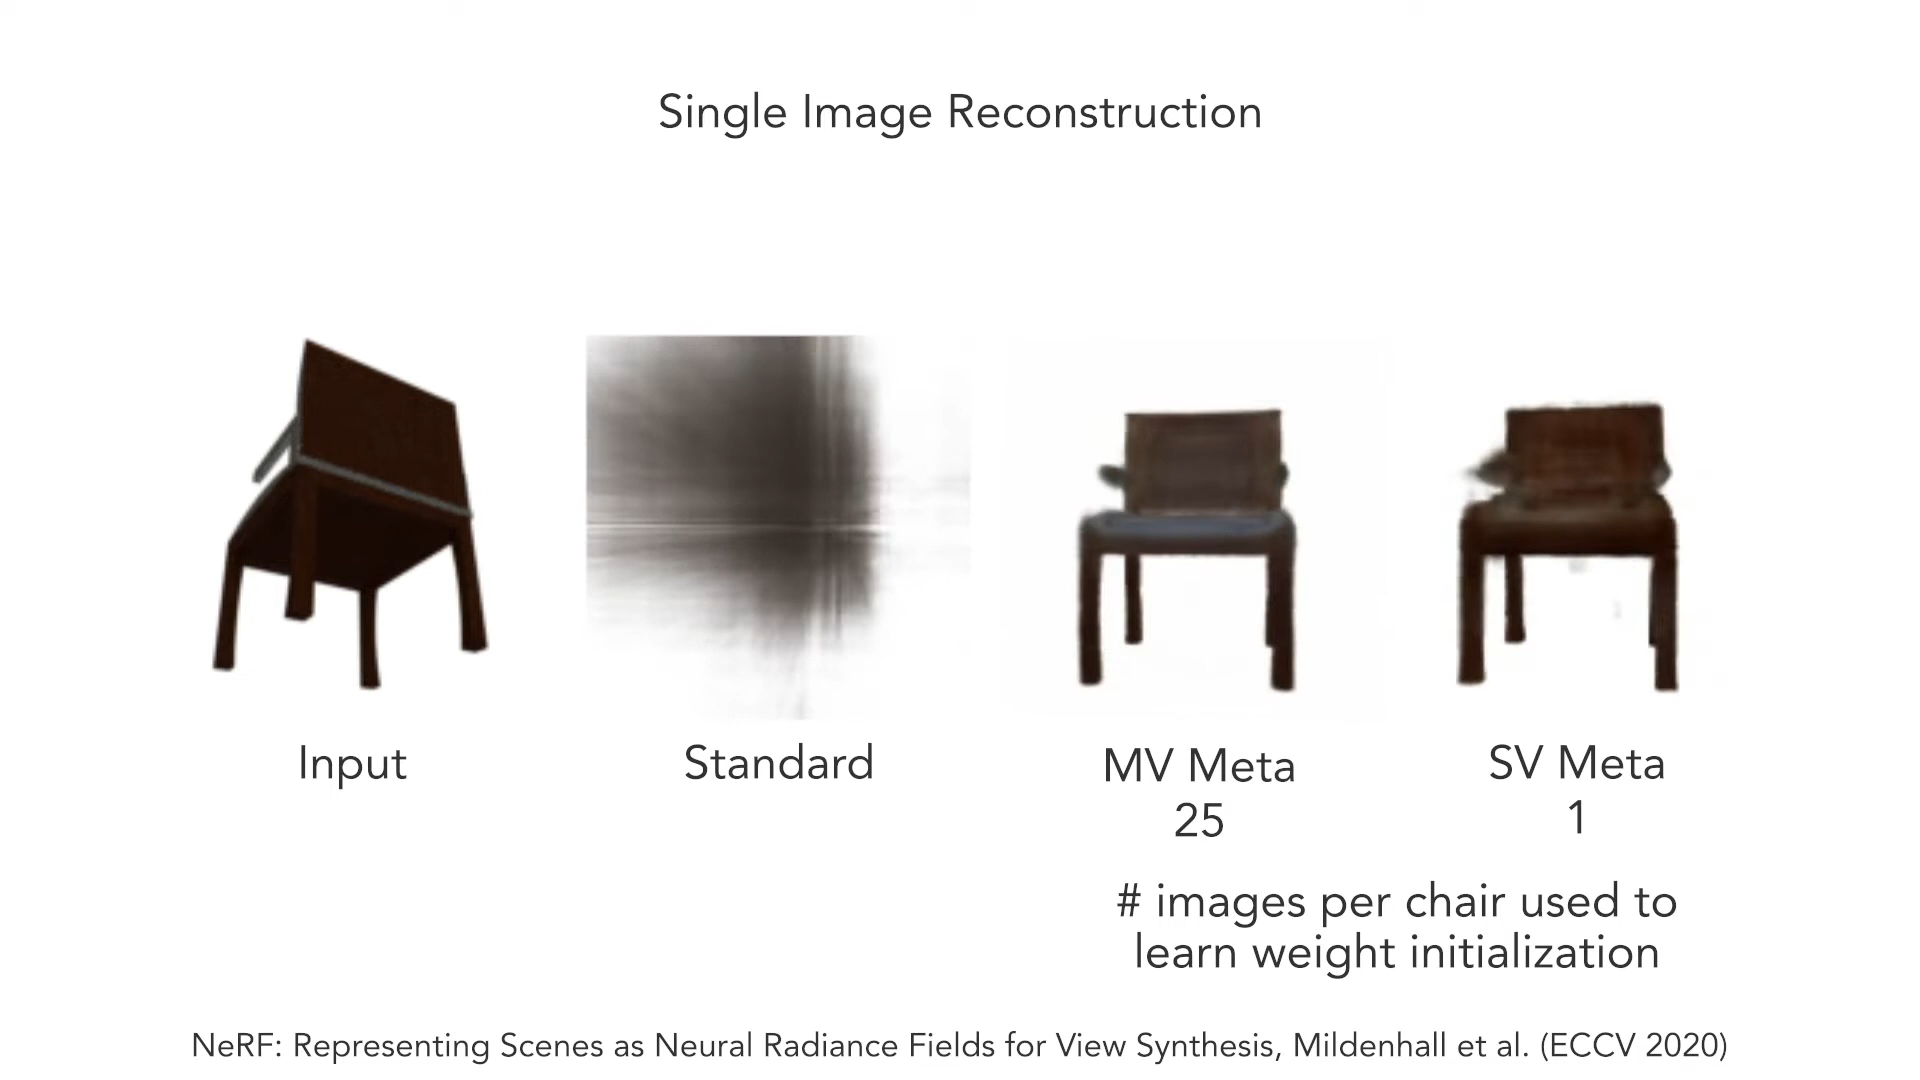 Single Image Reconstruction
Input
Standard
MV Meta
25
SV Meta
1
# images per chair used to
learn weight initialization
NeRF: Representing Scenes as Neural Radiance Fields for View Synthesis, Mildenhall et al. (ECCV 2020)